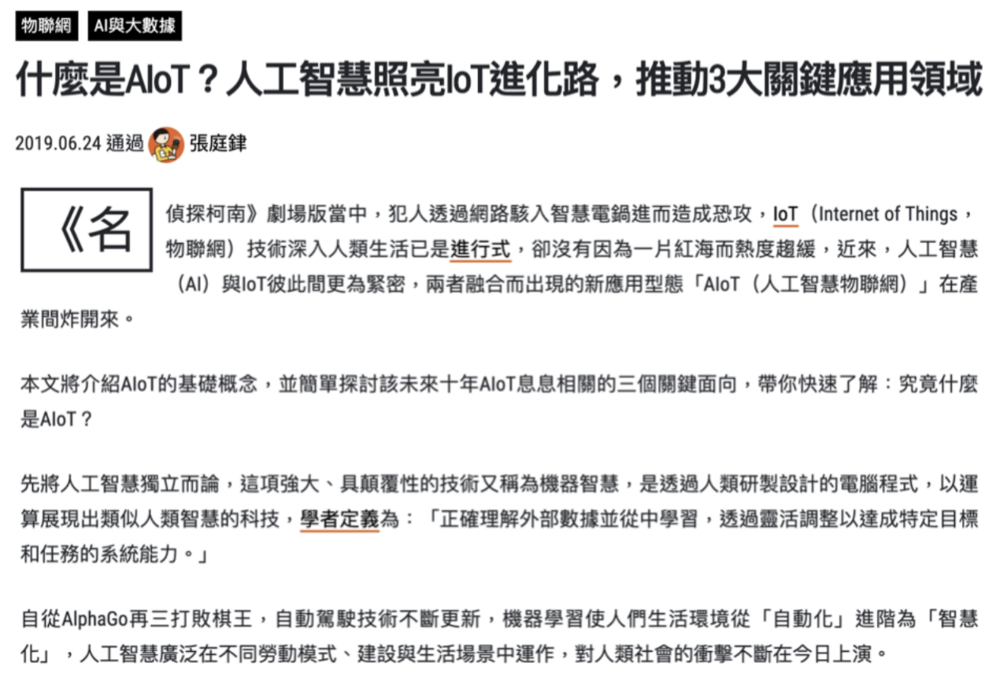 物聯網 AI與大數據
什麼是AIoT？人工智慧照亮IoT進化路，推動3大關鍵應用領域
2019.06.24 通過 張庭銉
《名偵探柯南》劇場版當中，犯人透過網路駭入智慧電鍋進而造成恐攻，IoT（Internet of Things，
物聯網）技術深入人類生活已是進行式，卻沒有因為一片紅海而熱度趨緩，近來，人工智慧
（AI）與IoT彼此間更為緊密，兩者融合而出現的新應用型態「AIoT（人工智慧物聯網）」在產
業間炸開來。
本文將介紹AIoT的基礎概念，並簡單探討該未來十年AIoT息息相關的三個關鍵面向，帶你快速了解：究竟什麼
是AIoT？
先將人工智慧獨立而論，這項強大、具顛覆性的技術又稱為機器智慧，是透過人類研製設計的電腦程式，以運
算展現出類似人類智慧的科技，學者定義為：「正確理解外部數據並從中學習，透過靈活調整以達成特定目標
和任務的系統能力。」
自從AlphaGo再三打敗棋王，自動駕駛技術不斷更新，機器學習使人們生活環境從「自動化」進階為「智慧
化」，人工智慧廣泛在不同勞動模式、建設與生活場景中運作，對人類社會的衝擊不斷在今日上演。